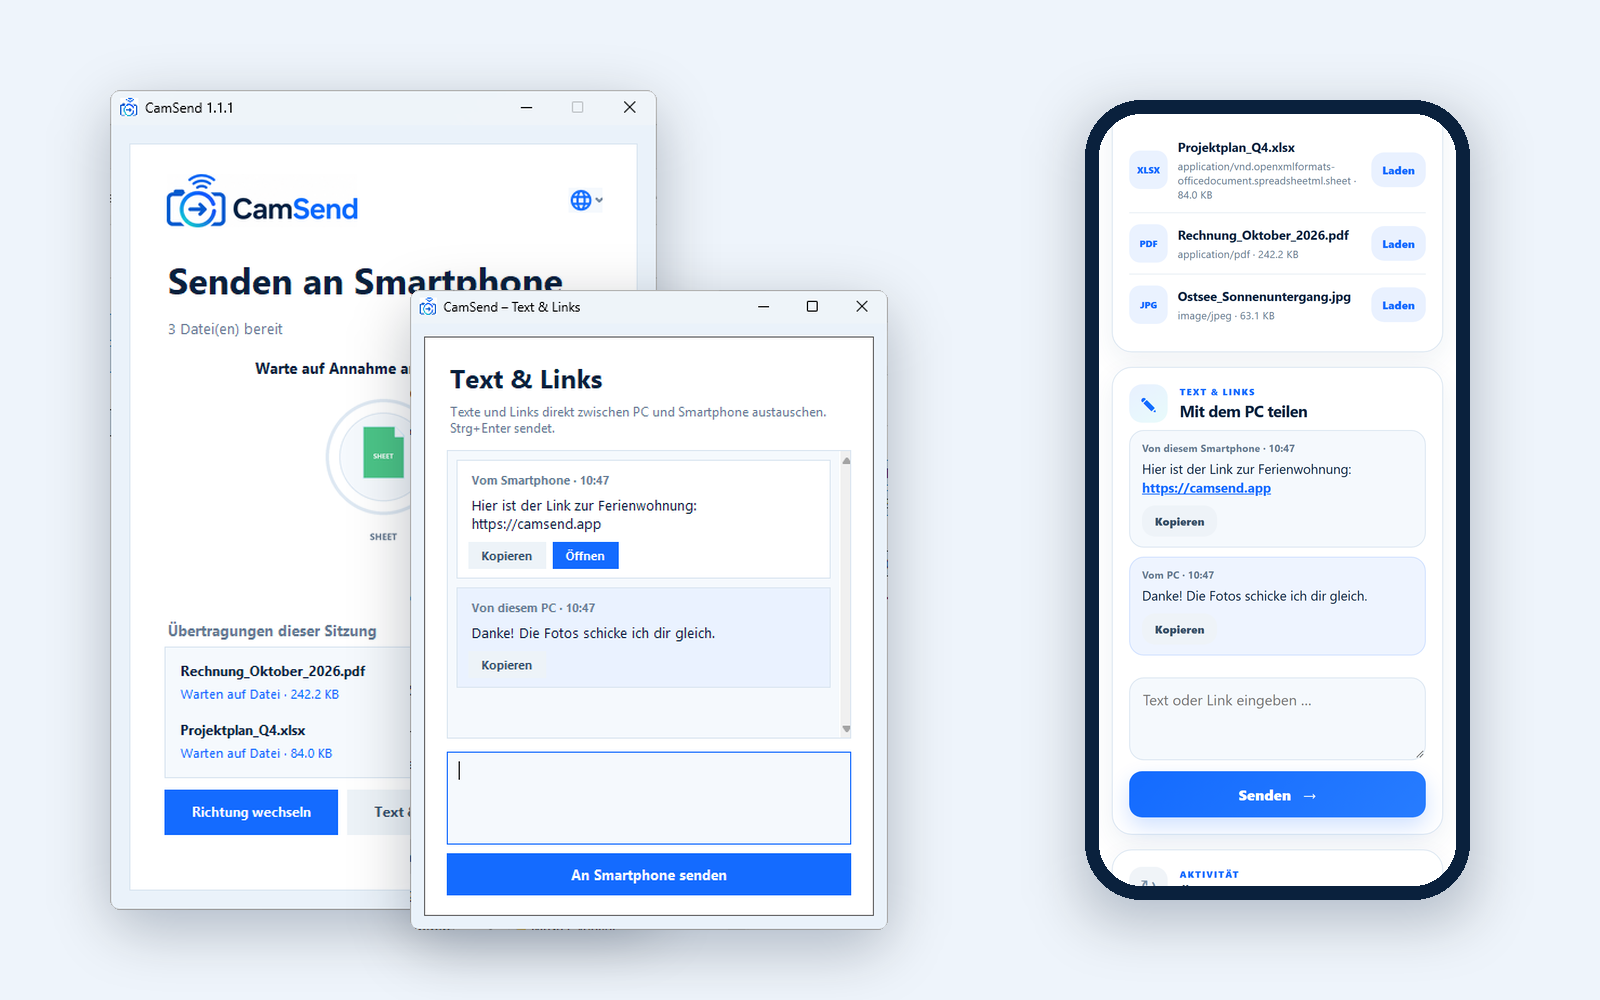 CamSend 1.1.1
CamSend
Senden an Smartphone
3 Datei(en) bereit
Warte auf Annahme
SHEET
SHEET
Übertragungen dieser Sitzung
Rechnung_Oktober_2026.pdf
Warten auf Datei · 242.2 KB
Projektplan_Q4.xlsx
Warten auf Datei · 84.0 KB
Richtung wechseln
Text
CamSend – Text & Links
Text & Links
Texte und Links direkt zwischen PC und Smartphone austauschen.
Strg+Enter sendet.
Vom Smartphone · 10:47
Hier ist der Link zur Ferienwohnung:
https://camsend.app
Kopieren
Öffnen
Von diesem PC · 10:47
Danke! Die Fotos schicke ich dir gleich.
Kopieren
An Smartphone senden
XLSX
Projektplan_Q4.xlsx
application/vnd.openxmlformats-
officedocument.spreadsheetml.sheet ·
84.0 KB
Laden
PDF
Rechnung_Oktober_2026.pdf
application/pdf · 242.2 KB
Laden
JPG
Ostsee_Sonnenuntergang.jpg
image/jpeg · 63.1 KB
Laden
TEXT & LINKS
Mit dem PC teilen
Von diesem Smartphone · 10:47
Hier ist der Link zur Ferienwohnung:
https://camsend.app
Kopieren
Vom PC · 10:47
Danke! Die Fotos schicke ich dir gleich.
Kopieren
Text oder Link eingeben ...
Senden →
AKTIVITÄT